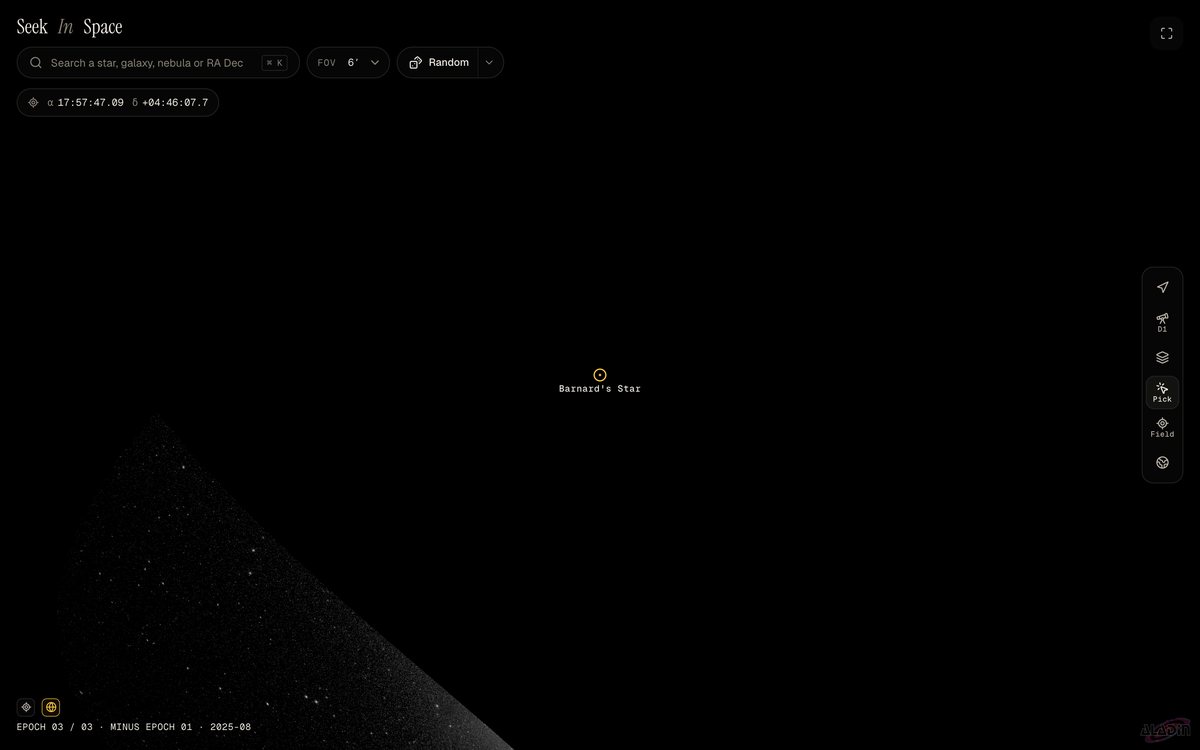 Seek In Space
Search a star, galaxy, nebula or RA Dec ⌘ K FOV 6′ Random
α 17:57:47.09 δ +04:46:07.7
Barnard's Star
D1
Pick
Field
EPOCH 03 / 03 · MINUS EPOCH 01 · 2025-08
ALADIN